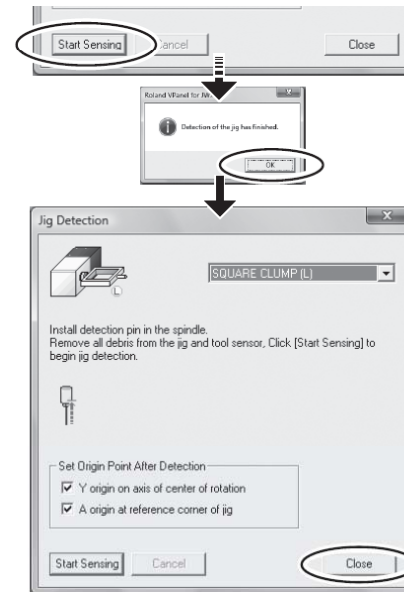 Start Sensing Cancel Close
Roland VPanel for
Detection of the jig has finished.
OK
Jig Detection
SQUARE CLUMP (L)
L
Install detection pin in the spindle.
Remove all debris from the jig and tool sensor, Click [Start Sensing] to
begin jig detection.
Set Origin Point After Detection
Y origin on axis of center of rotation
A origin at reference corner of jig
Start Sensing Cancel Close